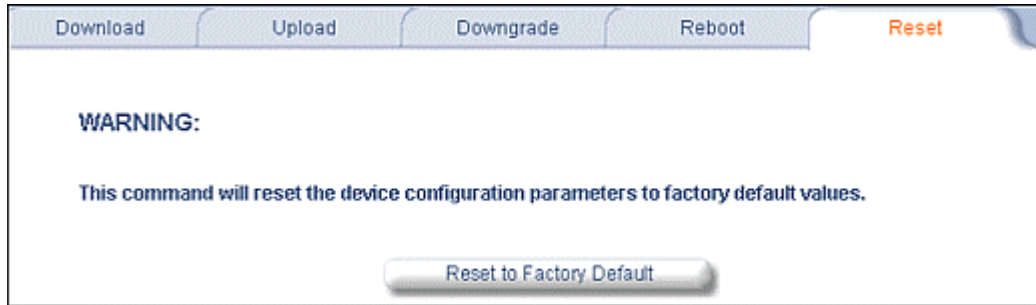 Download Upload Downgrade Reboot Reset
WARNING:
This command will reset the device configuration parameters to factory default values.
Reset to Factory Default